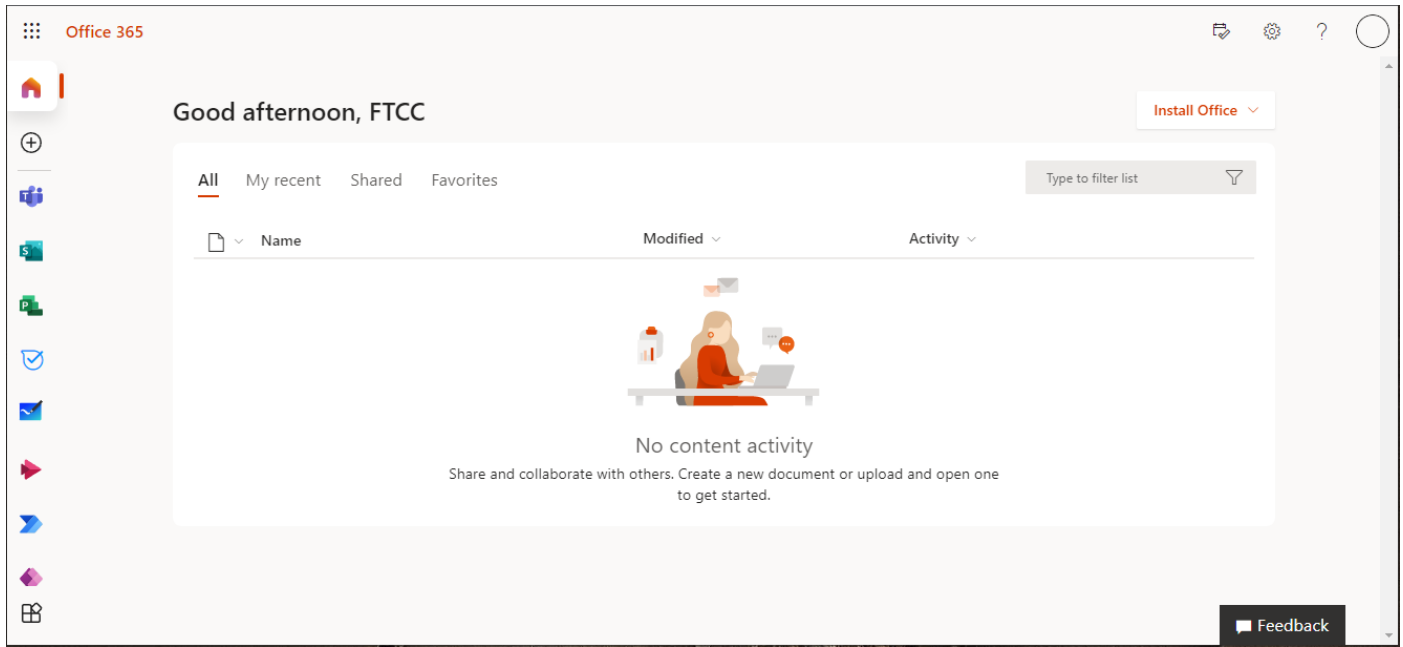 Office 365
?
Good afternoon, FTCC
Install Office
All My recent Shared Favorites
Type to filter list
Name Modified Activity
No content activity
Share and collaborate with others. Create a new document or upload and open one
to get started.
Feedback